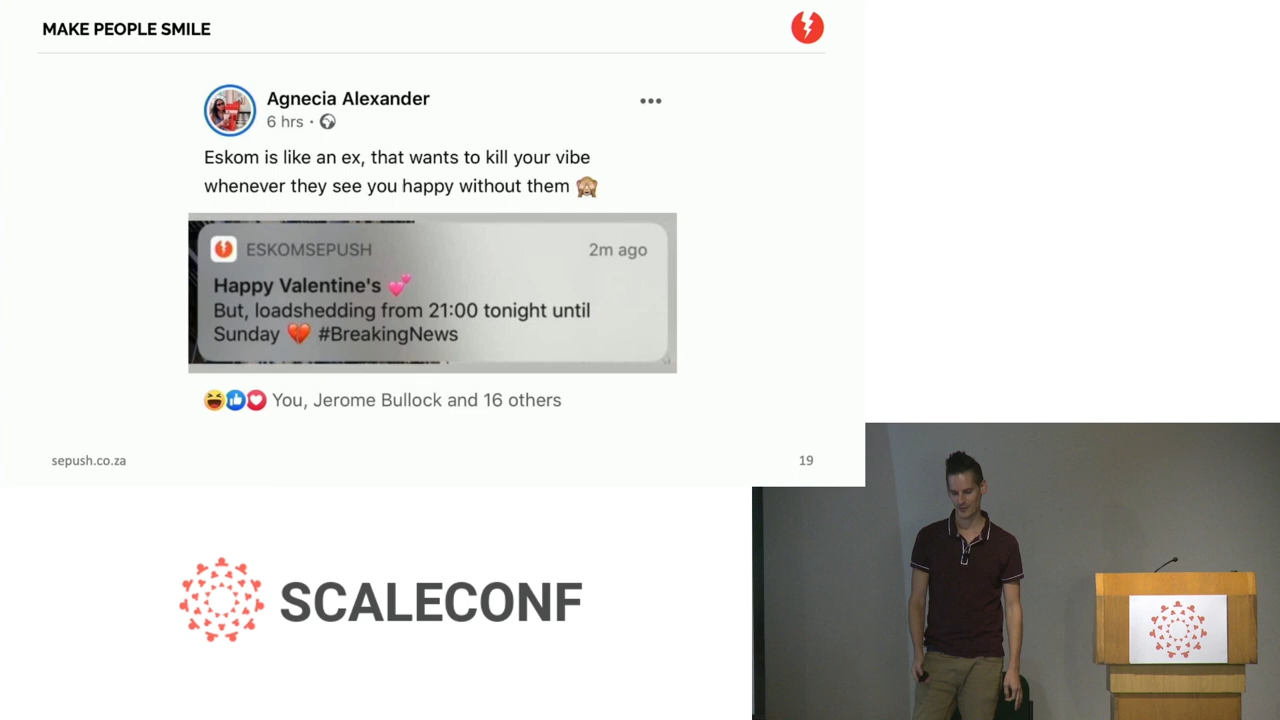 MAKE PEOPLE SMILE
Agnecia Alexander
6 hrs ·
Eskom is like an ex, that wants to kill your vibe
whenever they see you happy without them 🙈
ESKOMSEPUSH
2m ago
Happy Valentine's 💕
But, loadshedding from 21:00 tonight until
Sunday 💔 #BreakingNews
You, Jerome Bullock and 16 others
sepush.co.za
19
SCALECONF